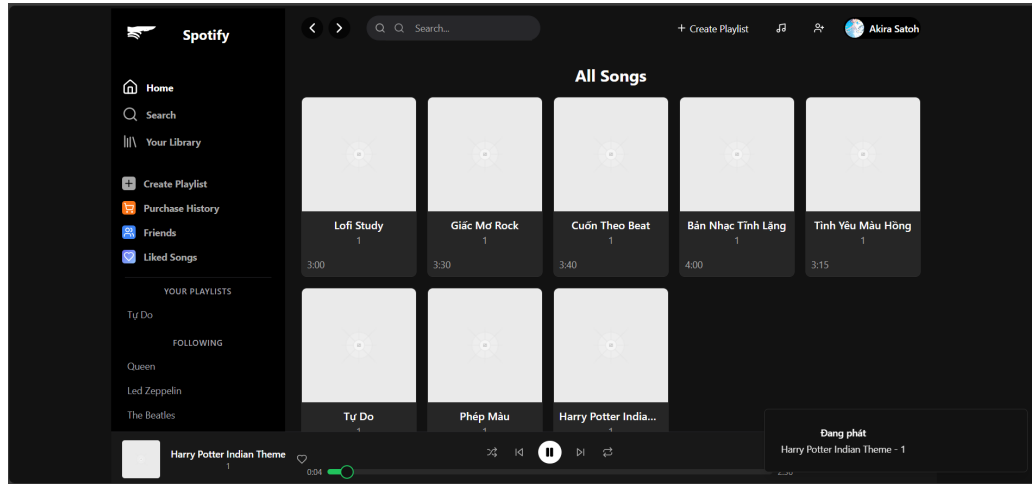 Spotify
Search...
+ Create Playlist
Akira Satoh
Home
Search
Your Library
Create Playlist
Purchase History
Friends
Liked Songs
YOUR PLAYLISTS
Tự Do
FOLLOWING
Queen
Led Zeppelin
The Beatles
All Songs
Lofi Study
1
3:00
Giấc Mơ Rock
1
3:30
Cuốn Theo Beat
1
3:40
Bản Nhạc Tĩnh Lặng
1
4:00
Tình Yêu Màu Hồng
1
3:15
Tự Do
1
Phép Màu
1
Harry Potter India...
1
Harry Potter Indian Theme
1
0:04
Đang phát
Harry Potter Indian Theme - 1